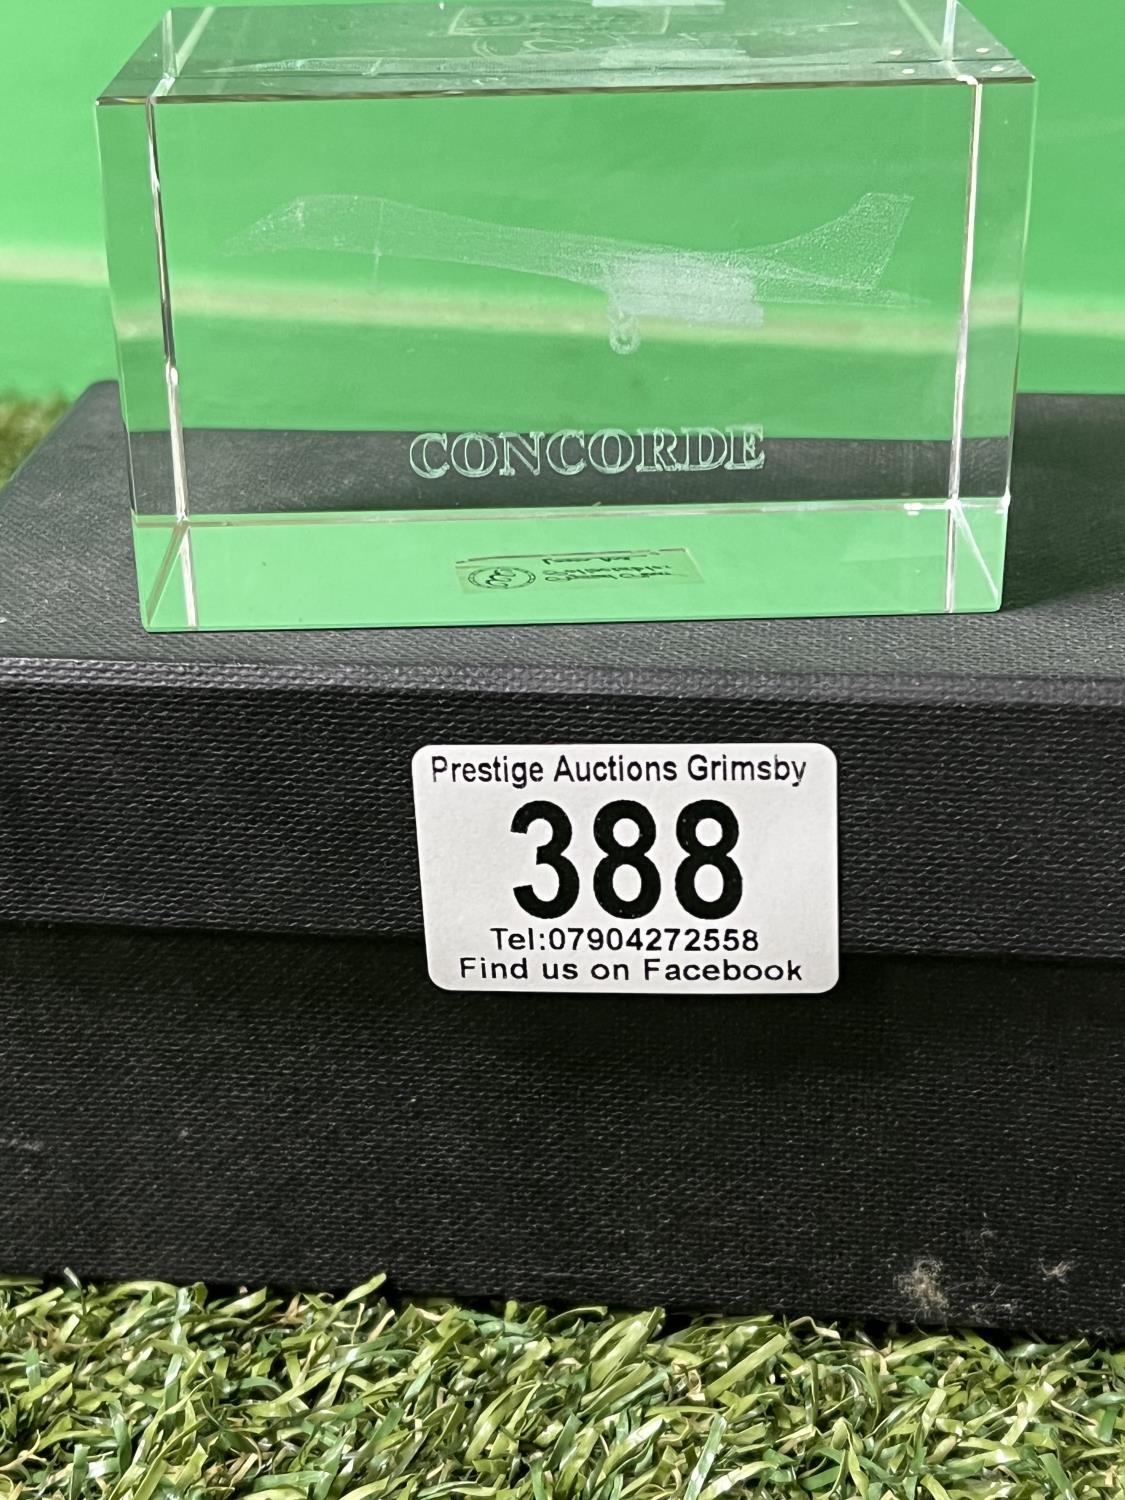 CONCORDE
Prestige Auctions Grimsby
388
Tel:07904272558
Find us on Facebook